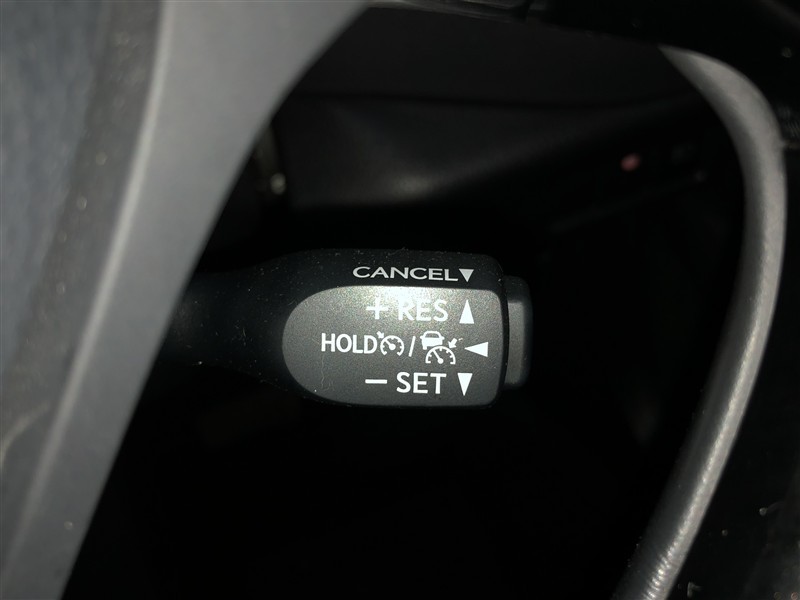 CANCEL▼
+ RES ▲
HOLD / ◀
− SET ▼